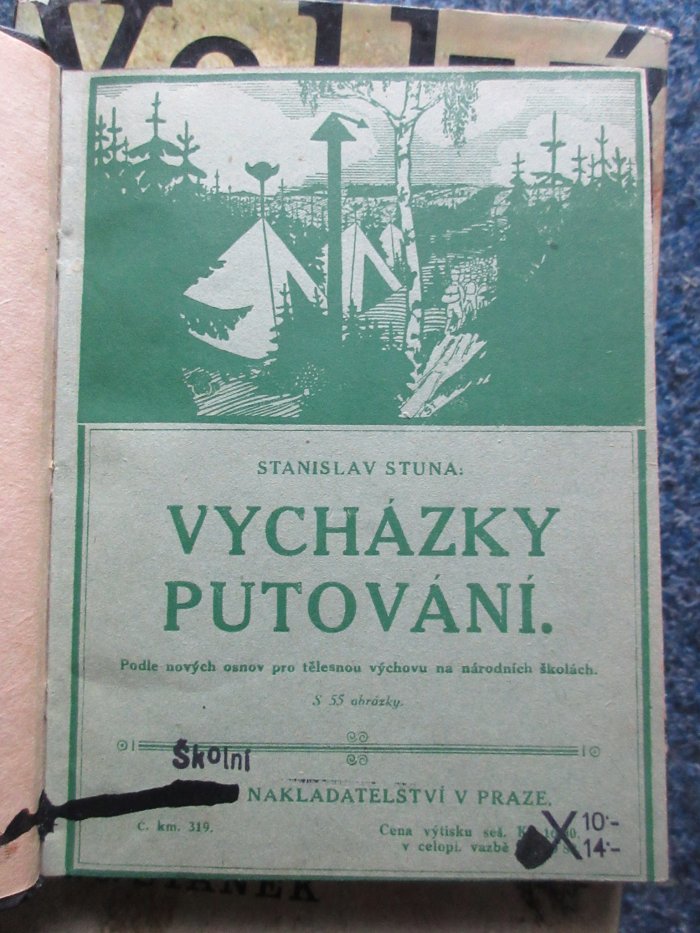 STANISLAV STUNA:
VYCHÁZKY
PUTOVÁNÍ.
Podle nových osnov pro tělesnou výchovu na národních školách.
S 55 obrázky.
Školní
NAKLADATELSTVÍ V PRAZE.
Č. km. 319.
Cena výtisku seš. 10·-
v celopl. vazbě 14·-